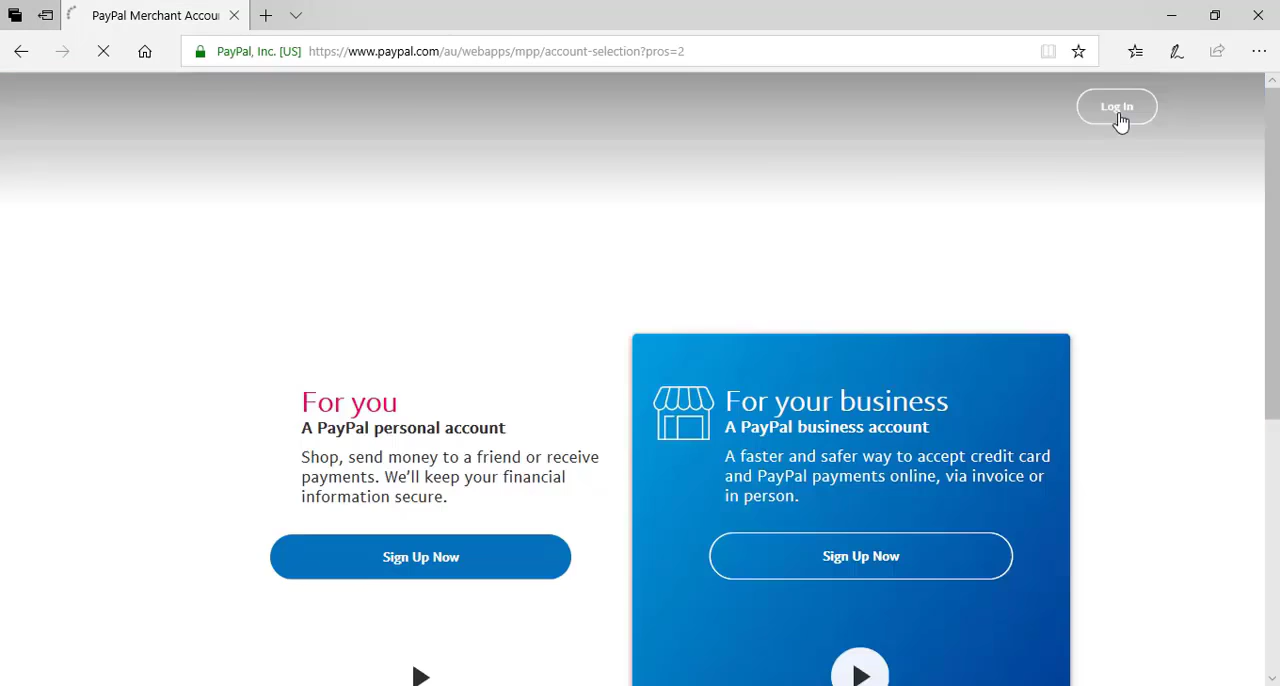 PayPal Merchant Accou
PayPal, Inc. [US] https://www.paypal.com/au/webapps/mpp/account-selection?pros=2
Log In
For you
A PayPal personal account
Shop, send money to a friend or receive
payments. We’ll keep your financial
information secure.
Sign Up Now
For your business
A PayPal business account
A faster and safer way to accept credit card
and PayPal payments online, via invoice or
in person.
Sign Up Now